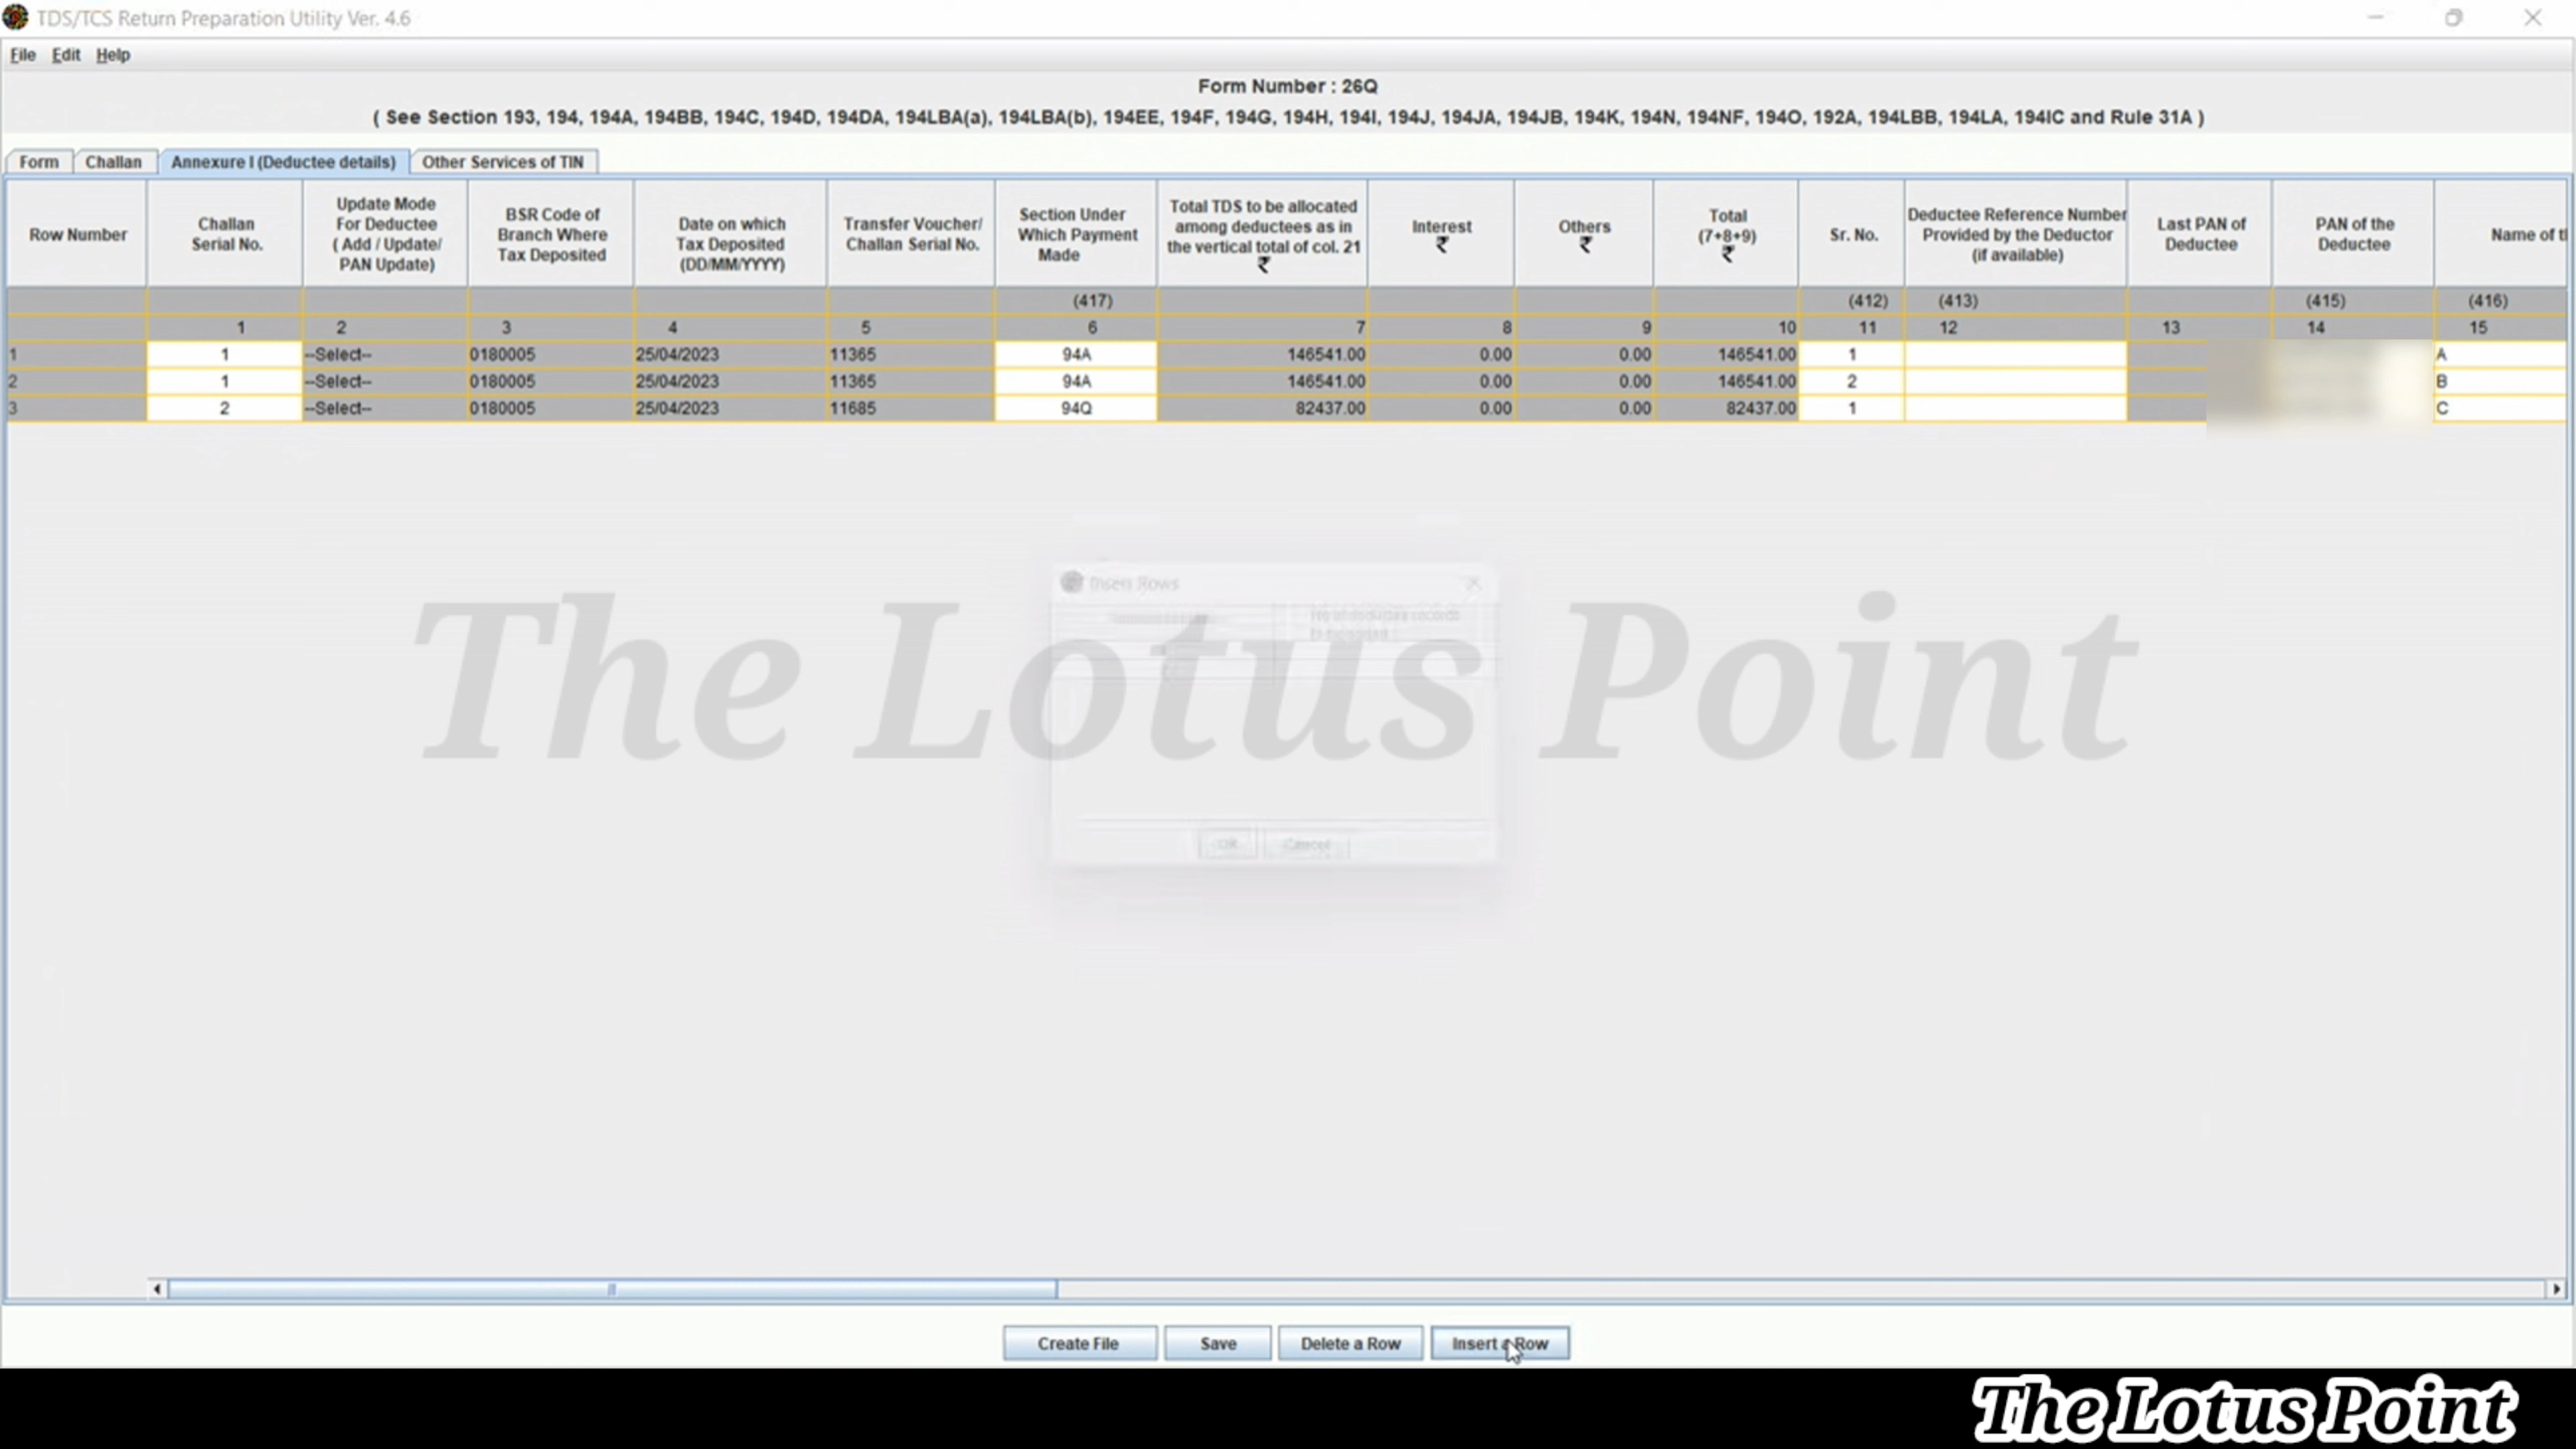 TDS/TCS Return Preparation Utility Ver. 4.6
File Edit Help
Form Number : 26Q
( See Section 193, 194, 194A, 194BB, 194C, 194D, 194DA, 194LBA(a), 194LBA(b), 194EE, 194F, 194G, 194H, 194I, 194J, 194JA, 194JB, 194K, 194N, 194NF, 194O, 192A, 194LBB, 194LA, 194IC and Rule 31A )
Form Challan Annexure I (Deductee details) Other Services of TIN
Row Number
Challan
Serial No.
Update Mode
For Deductee
( Add / Update/
PAN Update)
BSR Code of
Branch Where
Tax Deposited
Date on which
Tax Deposited
(DD/MM/YYYY)
Transfer Voucher/
Challan Serial No.
Section Under
Which Payment
Made
Total TDS to be allocated
among deductees as in
the vertical total of col. 21
₹
Interest
₹
Others
₹
Total
(7+8+9)
₹
Sr. No.
Deductee Reference Number
Provided by the Deductor
(if available)
Last PAN of
Deductee
PAN of the
Deductee
Name of t
(417) (412) (413) (415) (416)
1 2 3 4 5 6 7 8 9 10 11 12 13 14 15
1 1 --Select-- 0180005 25/04/2023 11365 94A 146541.00 0.00 0.00 146541.00 1 A
2 1 --Select-- 0180005 25/04/2023 11365 94A 146541.00 0.00 0.00 146541.00 2 B
3 2 --Select-- 0180005 25/04/2023 11685 94Q 82437.00 0.00 0.00 82437.00 1 C
Insert Rows
The Lotus Point
Cancel
Create File Save Delete a Row Insert a Row
The Lotus Point